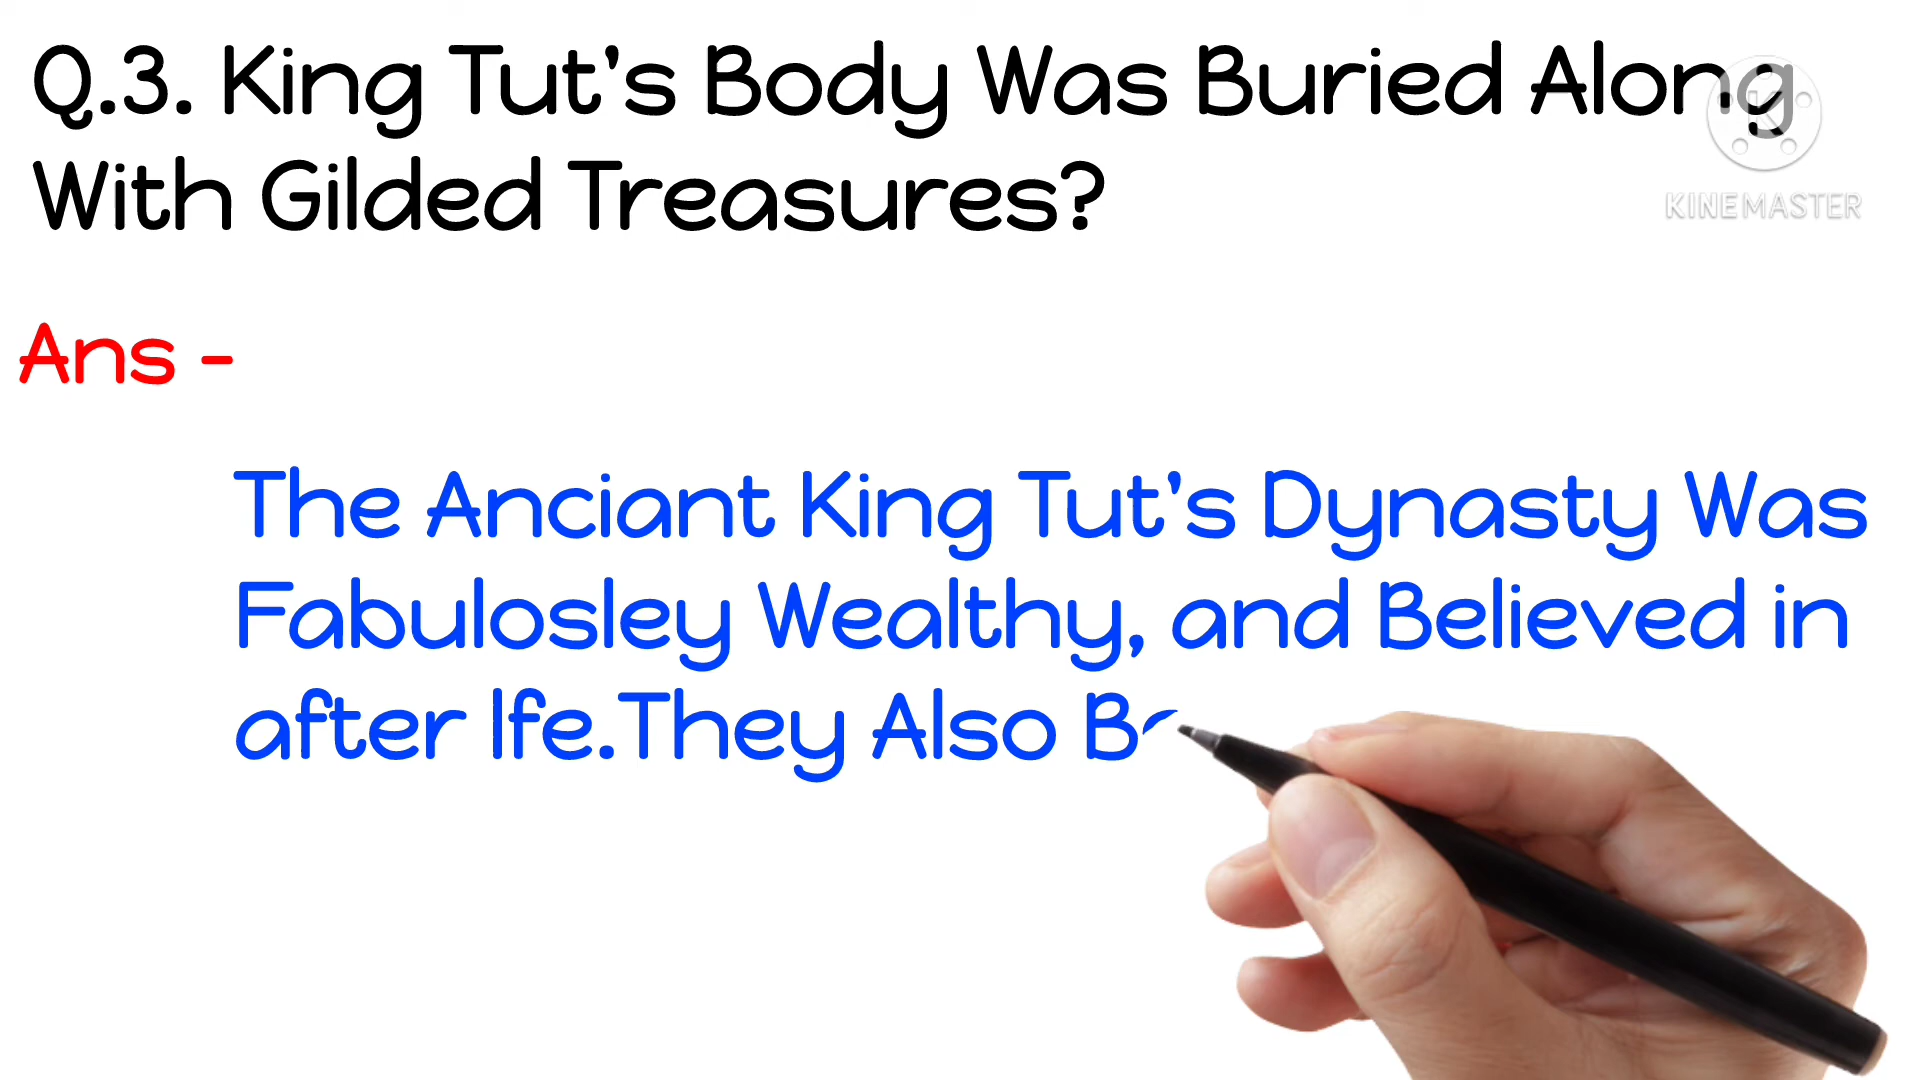 Q.3. King Tut's Body Was Buried Along
With Gilded Treasures?
KINEMASTER
Ans -
The Anciant King Tut's Dynasty Was
Fabulosley Wealthy, and Believed in
after lfe.They Also